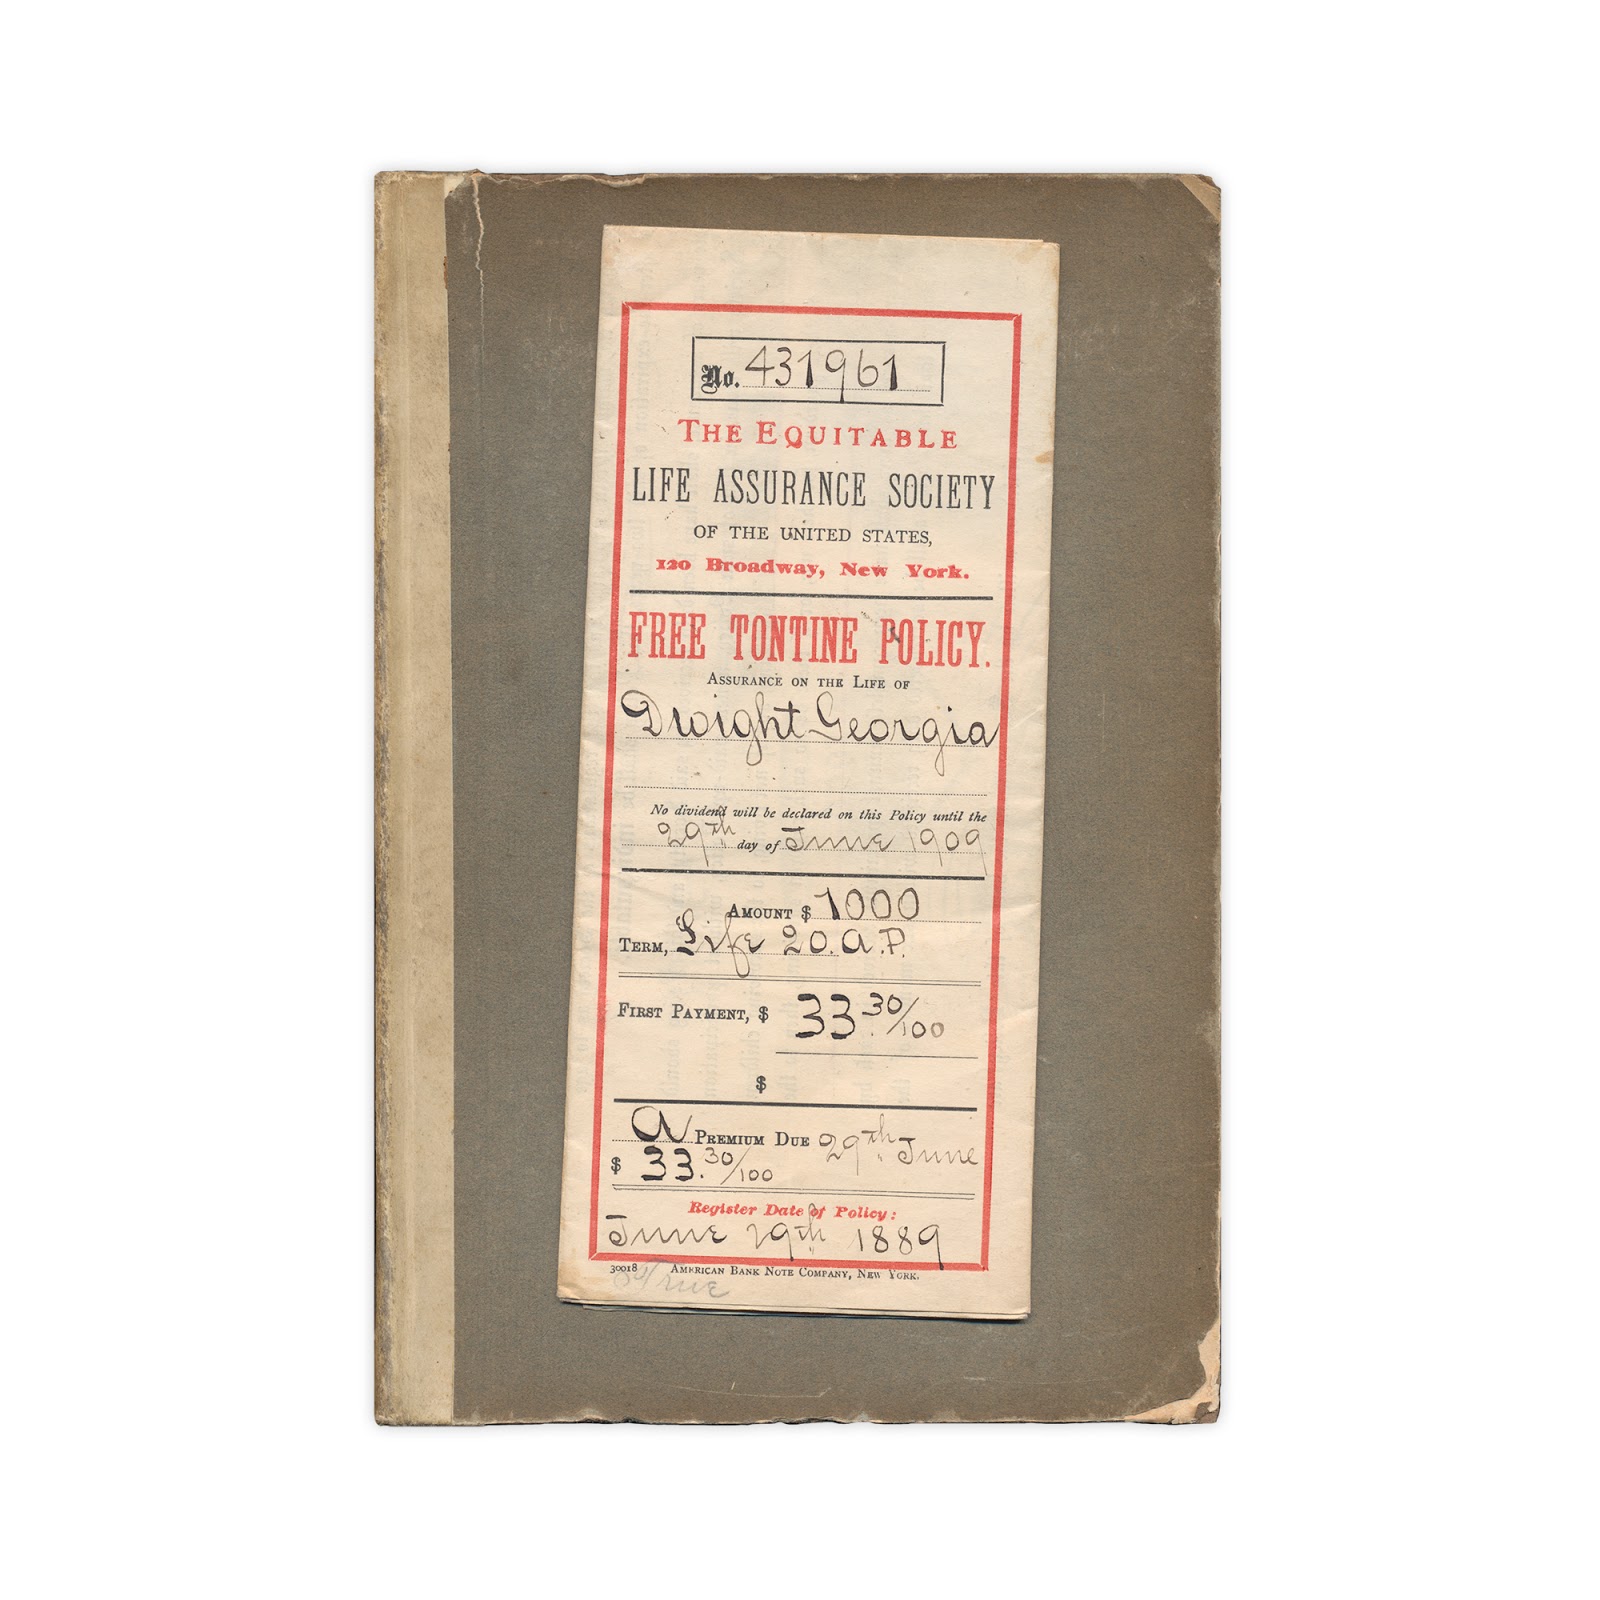 No. 431961
THE EQUITABLE
LIFE ASSURANCE SOCIETY
OF THE UNITED STATES,
120 Broadway, New York.
FREE TONTINE POLICY.
ASSURANCE ON THE LIFE OF
Dwight Georgia
No dividend will be declared on this Policy until the
29th day of June 1909
AMOUNT $ 1000
TERM, Life 20. A.P.
FIRST PAYMENT, $ 33.30/100
$
A PREMIUM DUE 29th June
$ 33.30/100
Register Date of Policy:
June 29th 1889
30018 AMERICAN BANK NOTE COMPANY, NEW YORK.